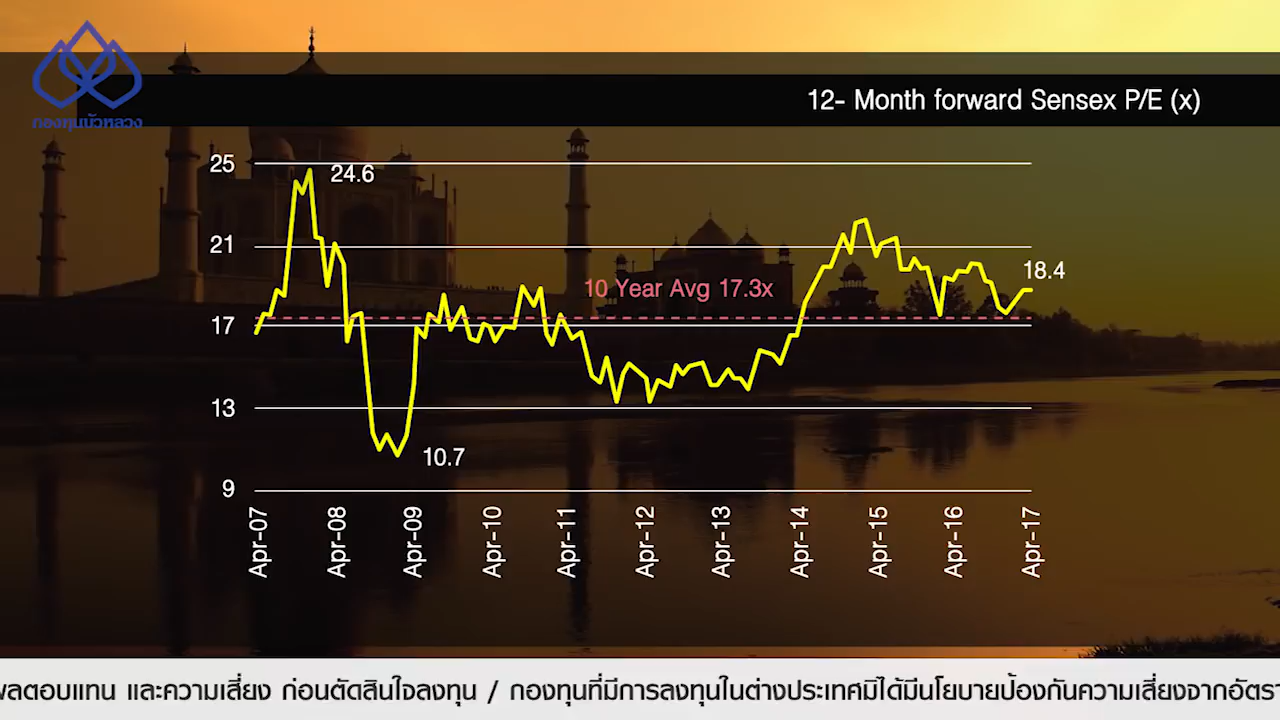 กองทุนบัวหลวง
12- Month forward Sensex P/E (x)
25
24.6
21
18.4
10 Year Avg 17.3x
17
13
10.7
9
Apr-07
Apr-08
Apr-09
Apr-10
Apr-11
Apr-12
Apr-13
Apr-14
Apr-15
Apr-16
Apr-17
ผลตอบแทน และความเสี่ยง ก่อนตัดสินใจลงทุน / กองทุนที่มีการลงทุนในต่างประเทศมิได้มีนโยบายป้องกันความเสี่ยงจากอัตรา